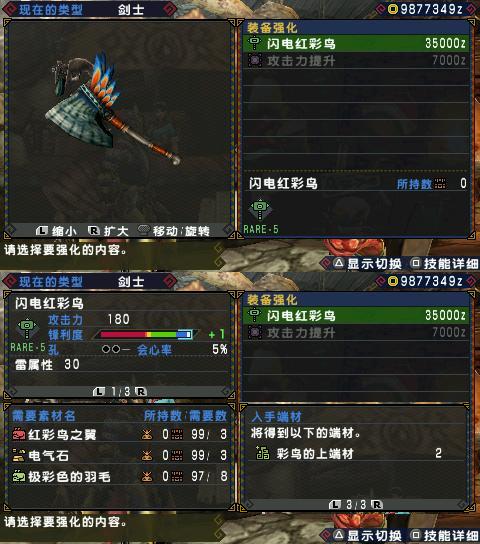 现在的类型 剑士
9877349z
装备强化
闪电红彩鸟 35000z
攻击力提升 7000z
闪电红彩鸟 所持数 0
RARE-5
L 缩小 R 扩大 移动/旋转
请选择要强化的内容。
△显示切换 □技能详细
现在的类型 剑士
9877349z
闪电红彩鸟
攻击力 180
锋利度 +1
RARE-5 孔 ○○－ 会心率 5%
雷属性 30
L 1/3 R
装备强化
闪电红彩鸟 35000z
攻击力提升 7000z
需要素材名 所持数/需要数
红彩鸟之翼 0 99/ 3
电气石 0 99/ 3
极彩色的羽毛 0 97/ 8
入手端材
将得到以下的端材。
彩鸟的上端材 2
L 3/3 R
请选择要强化的内容。
△显示切换 □技能详细